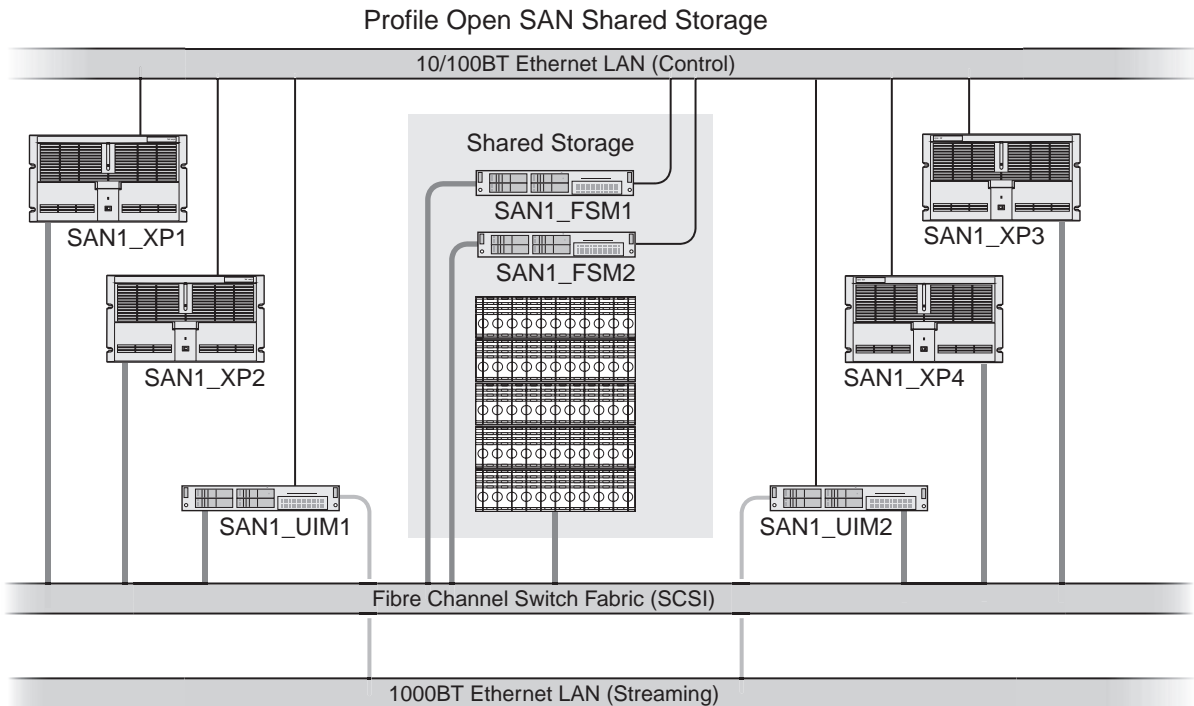 Profile Open SAN Shared Storage
10/100BT Ethernet LAN (Control)
Shared Storage
SAN1_FSM1
SAN1_XP1
SAN1_XP3
SAN1_FSM2
SAN1_XP2
SAN1_XP4
SAN1_UIM1
SAN1_UIM2
Fibre Channel Switch Fabric (SCSI)
1000BT Ethernet LAN (Streaming)